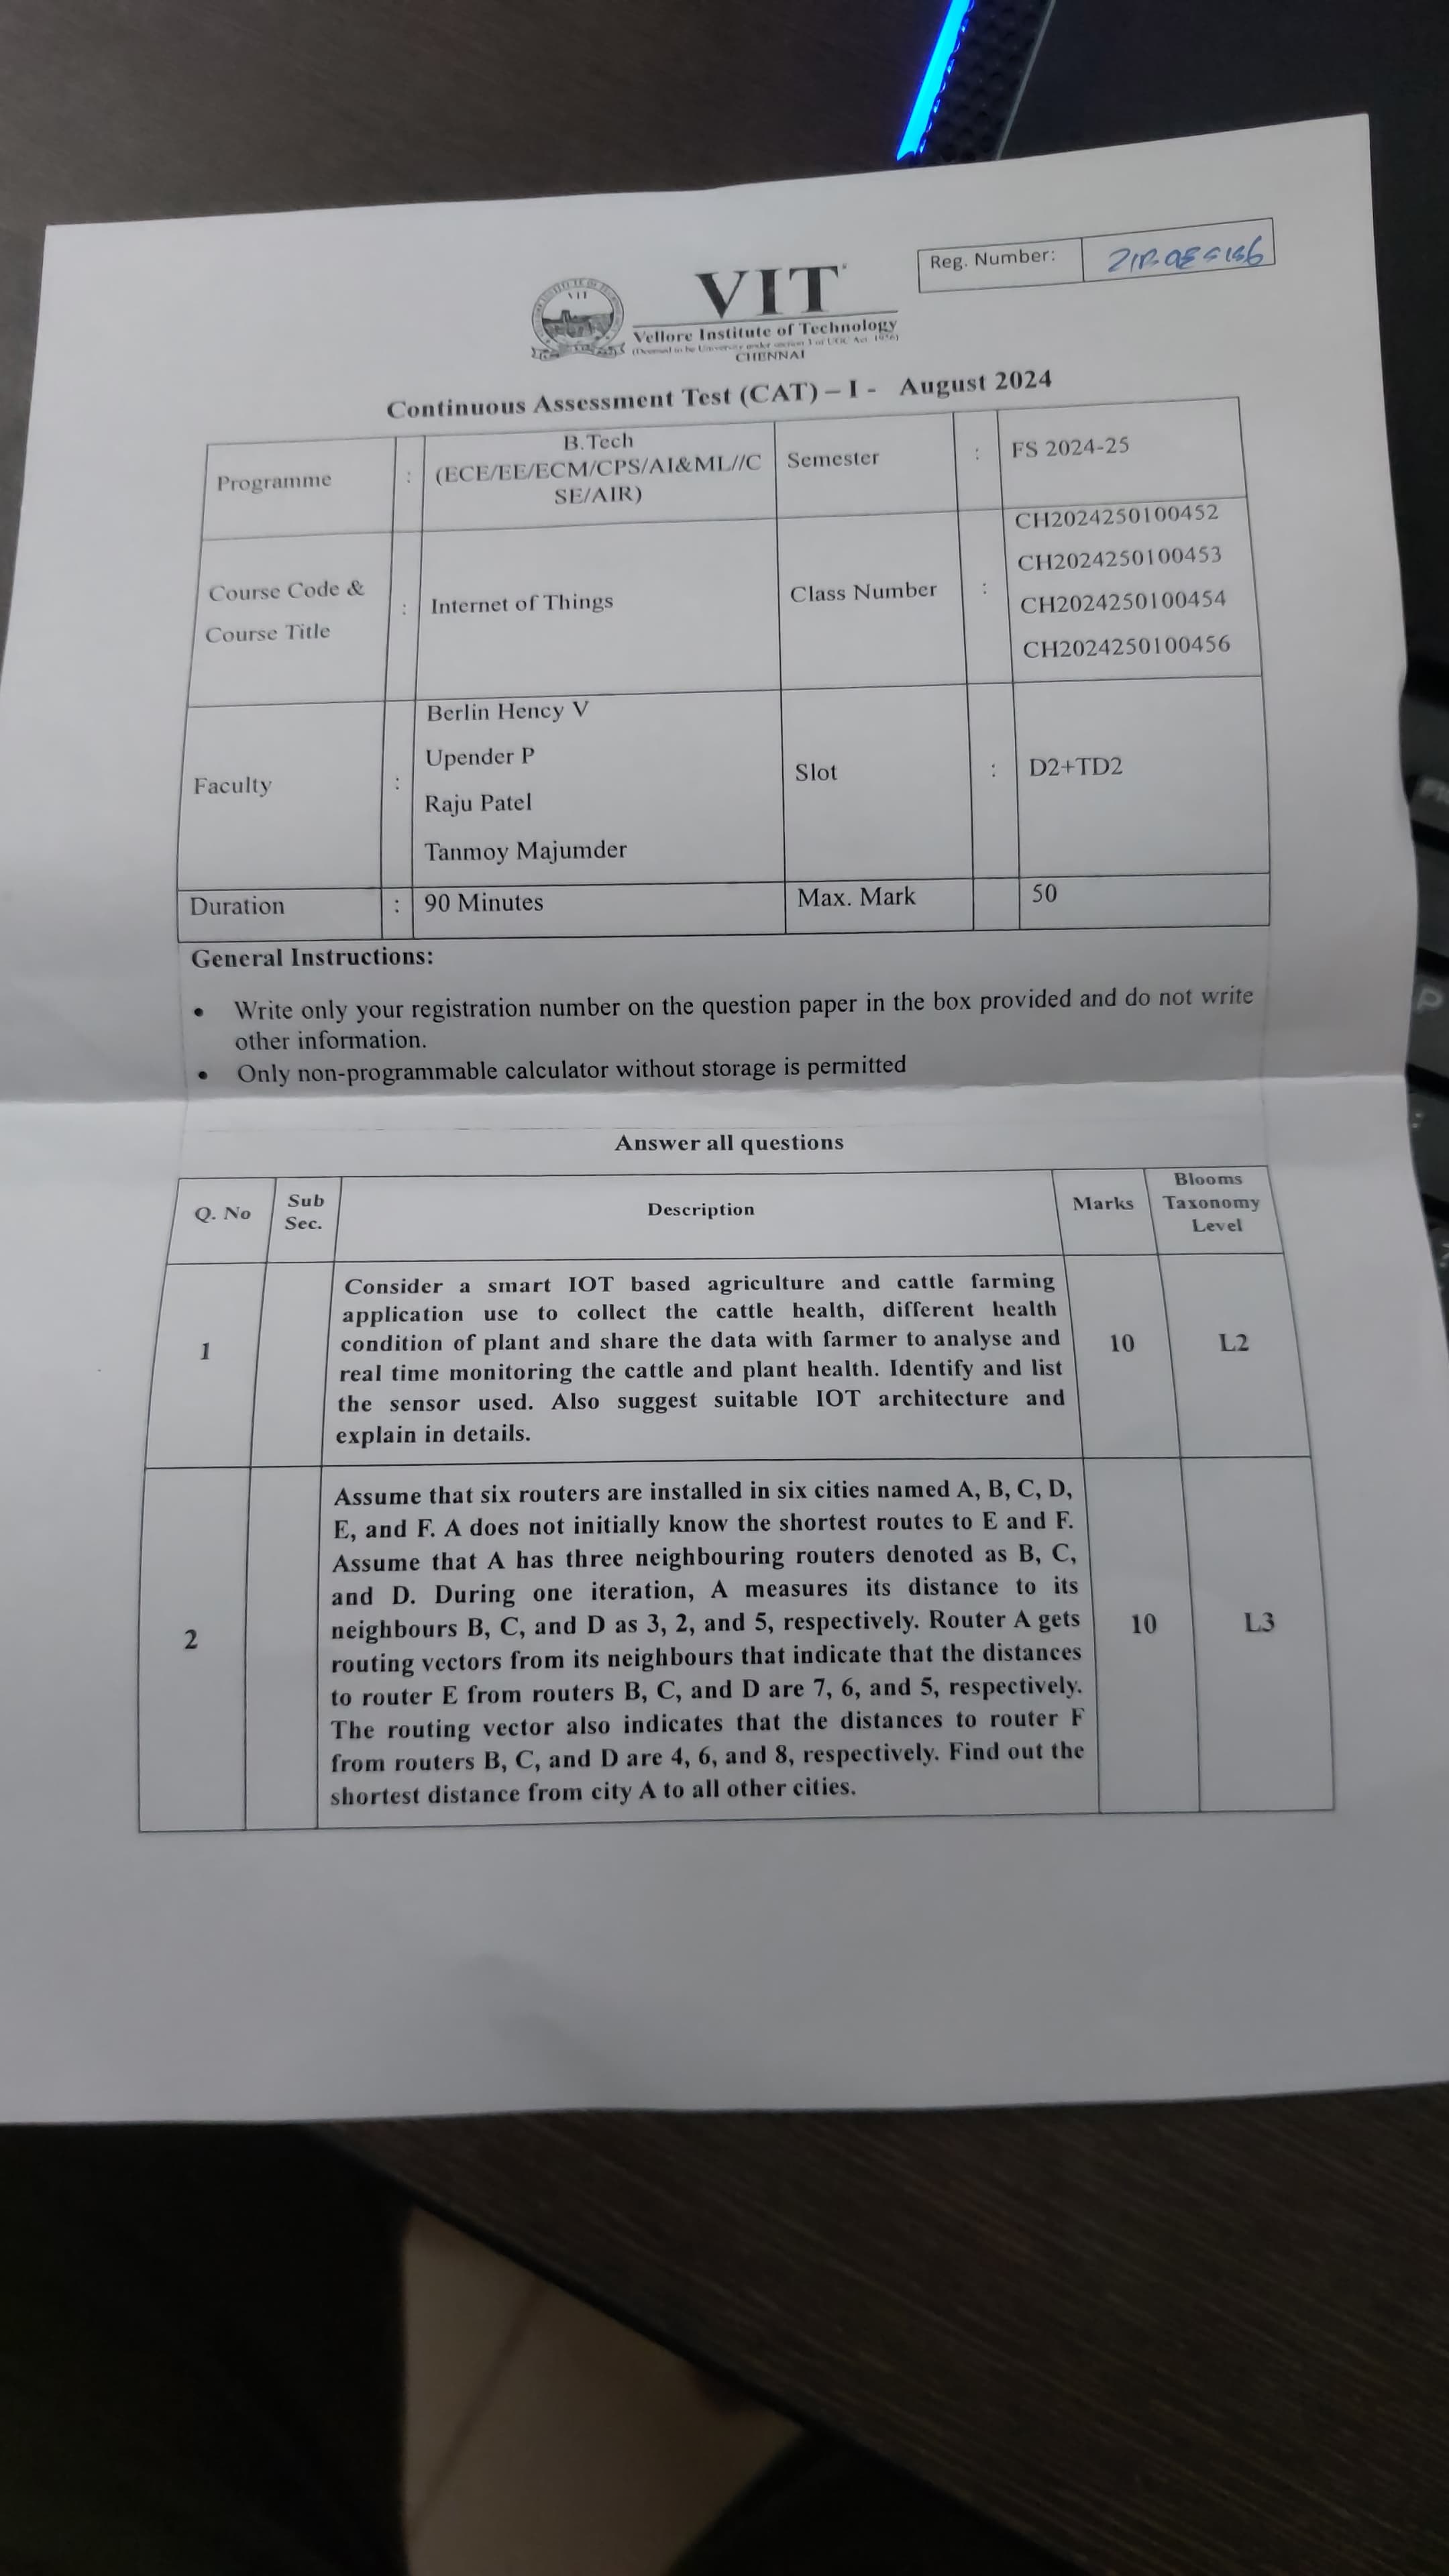 Reg. Number:
VIT
VIT
Vellore Institute of Technology
(Deemed to be University under section 3 of UGC Act, 1956)
CHENNAI
Continuous Assessment Test (CAT) – I - August 2024
Programme : B.Tech (ECE/EE/ECM/CPS/AI&ML//C SE/AIR) Semester : FS 2024-25
Course Code & Course Title : Internet of Things Class Number :
CH2024250100452
CH2024250100453
CH2024250100454
CH2024250100456
Faculty :
Berlin Hency V
Upender P
Raju Patel
Tanmoy Majumder
Slot : D2+TD2
Duration : 90 Minutes Max. Mark 50
General Instructions:
• Write only your registration number on the question paper in the box provided and do not write
other information.
• Only non-programmable calculator without storage is permitted
Answer all questions
Q. No Sub Sec. Description Marks Blooms Taxonomy Level
1
Consider a smart IOT based agriculture and cattle farming
application use to collect the cattle health, different health
condition of plant and share the data with farmer to analyse and
real time monitoring the cattle and plant health. Identify and list
the sensor used. Also suggest suitable IOT architecture and
explain in details.
10 L2
2
Assume that six routers are installed in six cities named A, B, C, D,
E, and F. A does not initially know the shortest routes to E and F.
Assume that A has three neighbouring routers denoted as B, C,
and D. During one iteration, A measures its distance to its
neighbours B, C, and D as 3, 2, and 5, respectively. Router A gets
routing vectors from its neighbours that indicate that the distances
to router E from routers B, C, and D are 7, 6, and 5, respectively.
The routing vector also indicates that the distances to router F
from routers B, C, and D are 4, 6, and 8, respectively. Find out the
shortest distance from city A to all other cities.
10 L3
P